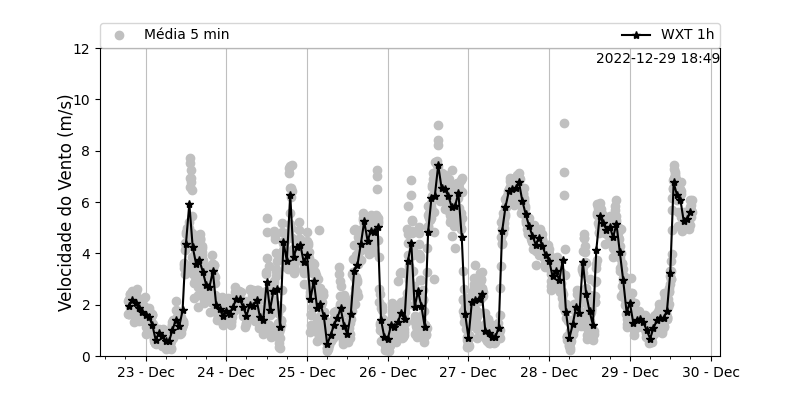 Média 5 min
WXT 1h
2022-12-29 18:49
Velocidade do Vento (m/s)
12
10
8
6
4
2
0
23 - Dec
24 - Dec
25 - Dec
26 - Dec
27 - Dec
28 - Dec
29 - Dec
30 - Dec